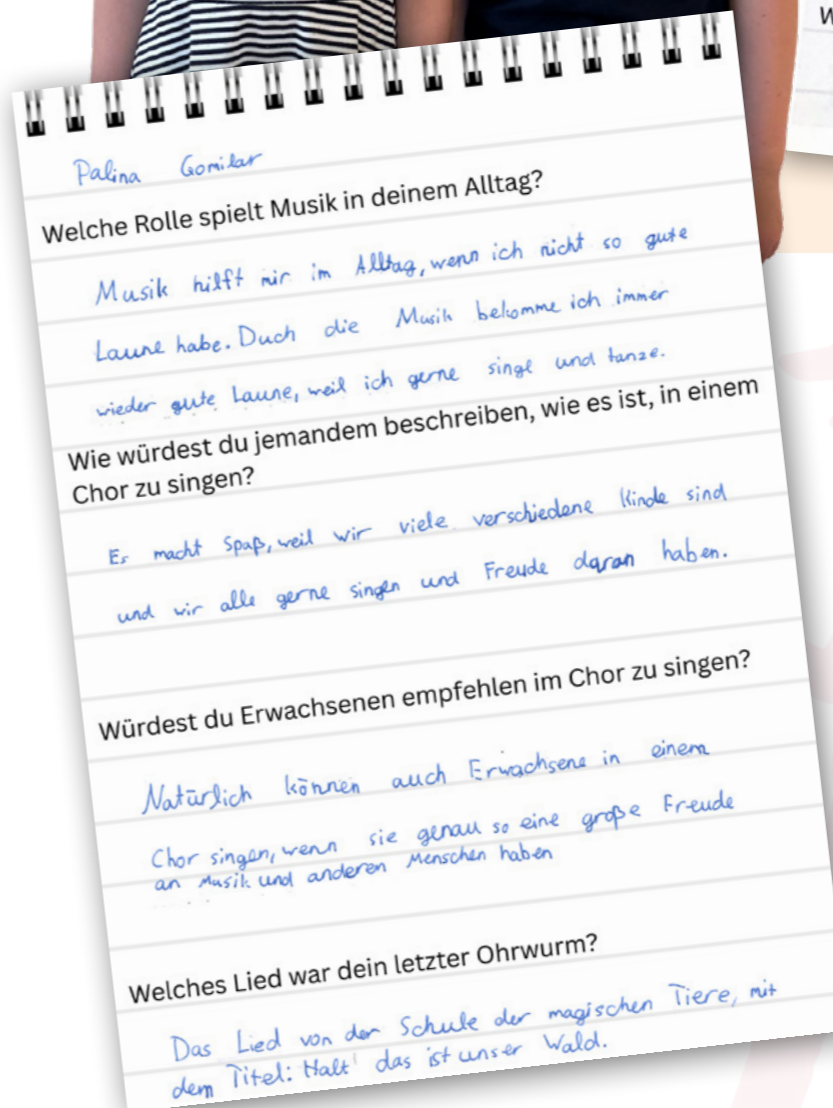 W
Palina Gomilar
Welche Rolle spielt Musik in deinem Alltag?
Musik hilft mir im Alltag, wenn ich nicht so gute
Laune habe. Duch die Musik bekomme ich immer
wieder gute Laune, weil ich gerne singe und tanze.
Wie würdest du jemandem beschreiben, wie es ist, in einem
Chor zu singen?
Es macht Spaß, weil wir viele verschiedene Kinde sind
und wir alle gerne singen und Freude daran haben.
Würdest du Erwachsenen empfehlen im Chor zu singen?
Natürlich können auch Erwachsene in einem
Chor singen, wenn sie genau so eine große Freude
an Musik und anderen Menschen haben
Welches Lied war dein letzter Ohrwurm?
Das Lied von der Schule der magischen Tiere, mit
dem Titel: Halt das ist unser Wald.